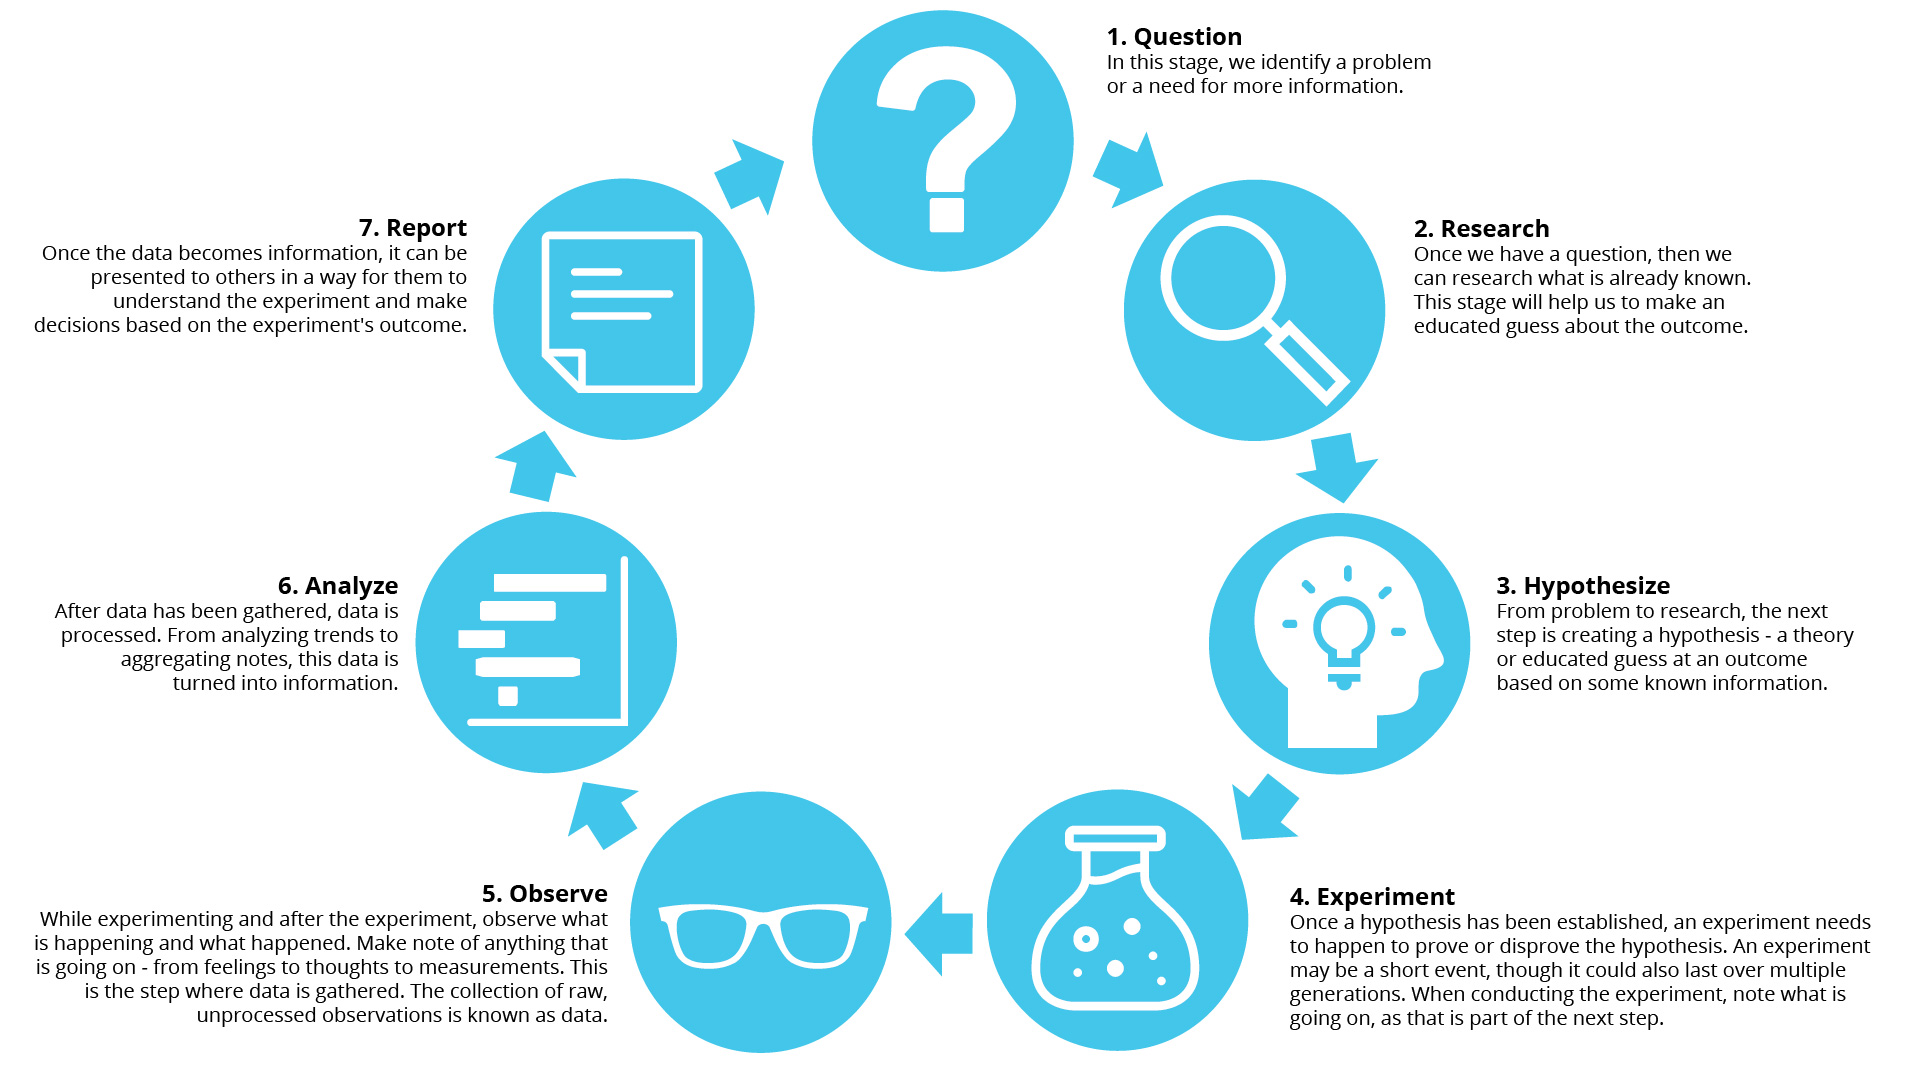 1. Question
In this stage, we identify a problem
or a need for more information.
2. Research
Once we have a question, then we
can research what is already known.
This stage will help us to make an
educated guess about the outcome.
3. Hypothesize
From problem to research, the next
step is creating a hypothesis - a theory
or educated guess at an outcome
based on some known information.
4. Experiment
Once a hypothesis has been established, an experiment needs
to happen to prove or disprove the hypothesis. An experiment
may be a short event, though it could also last over multiple
generations. When conducting the experiment, note what is
going on, as that is part of the next step.
5. Observe
While experimenting and after the experiment, observe what
is happening and what happened. Make note of anything that
is going on - from feelings to thoughts to measurements. This
is the step where data is gathered. The collection of raw,
unprocessed observations is known as data.
6. Analyze
After data has been gathered, data is
processed. From analyzing trends to
aggregating notes, this data is
turned into information.
7. Report
Once the data becomes information, it can be
presented to others in a way for them to
understand the experiment and make
decisions based on the experiment's outcome.